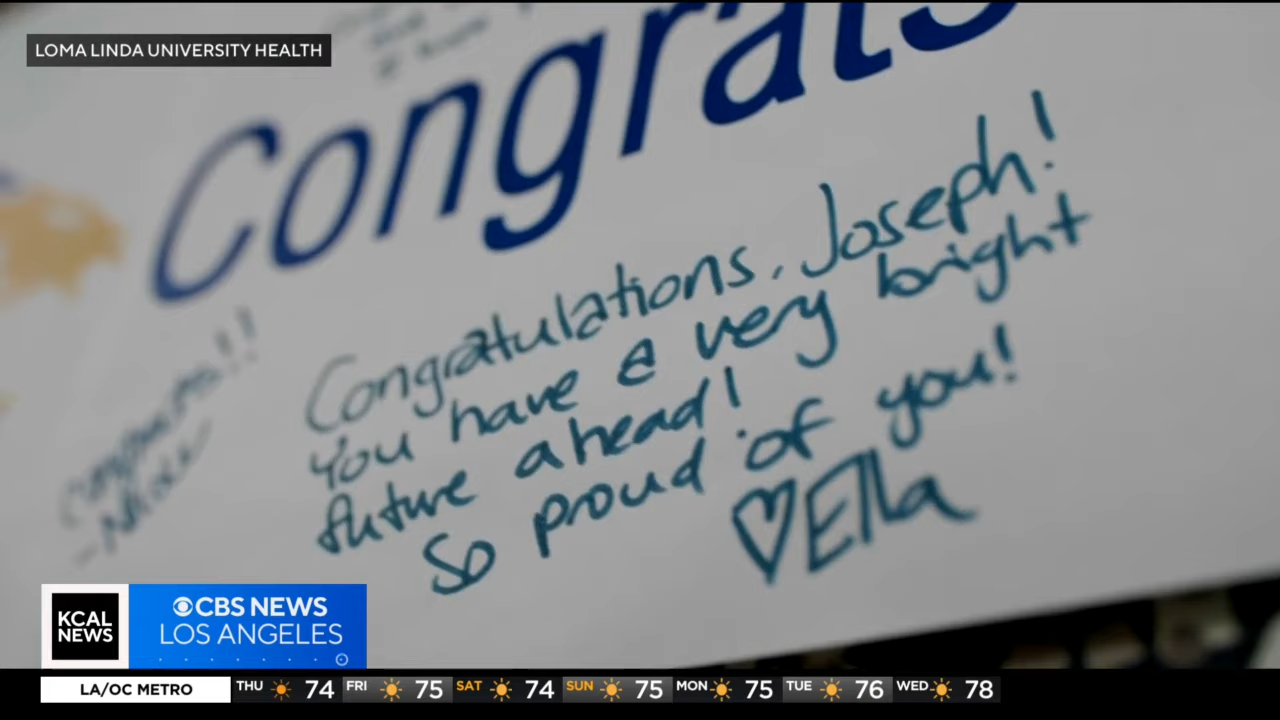 LOMA LINDA UNIVERSITY HEALTH
Congrats
Congrats!!
Congratulations, Joseph!
You have a very bright
future ahead!
So proud of you!
♡Ella
KCAL
NEWS
CBS NEWS
LOS ANGELES
LA/OC METRO THU 74 FRI 75 SAT 74 SUN 75 MON 75 TUE 76 WED 78